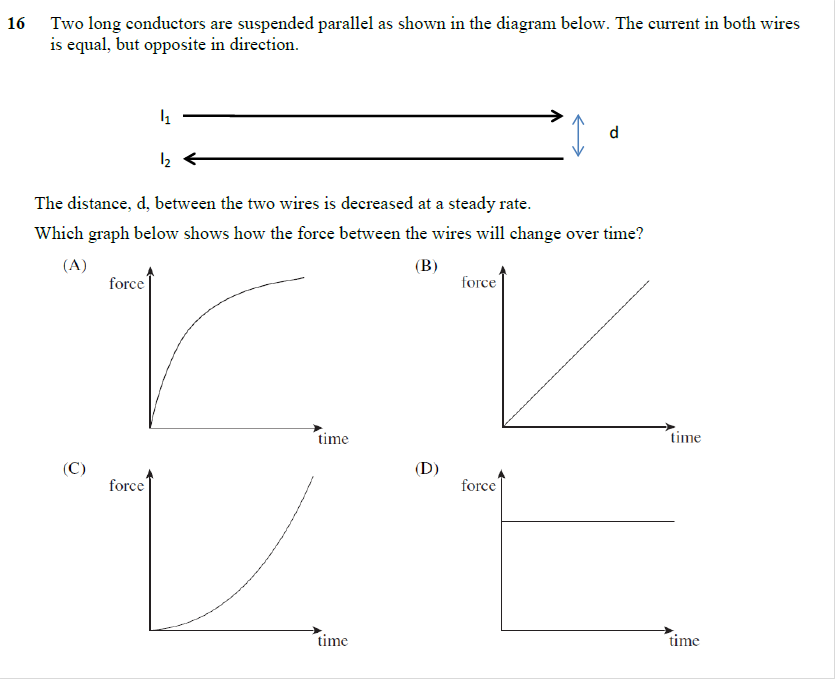 16 Two long conductors are suspended parallel as shown in the diagram below. The current in both wires
is equal, but opposite in direction.
I₁
d
I₂
The distance, d, between the two wires is decreased at a steady rate.
Which graph below shows how the force between the wires will change over time?
(A) (B)
force force
time time
(C) (D)
force force
time time